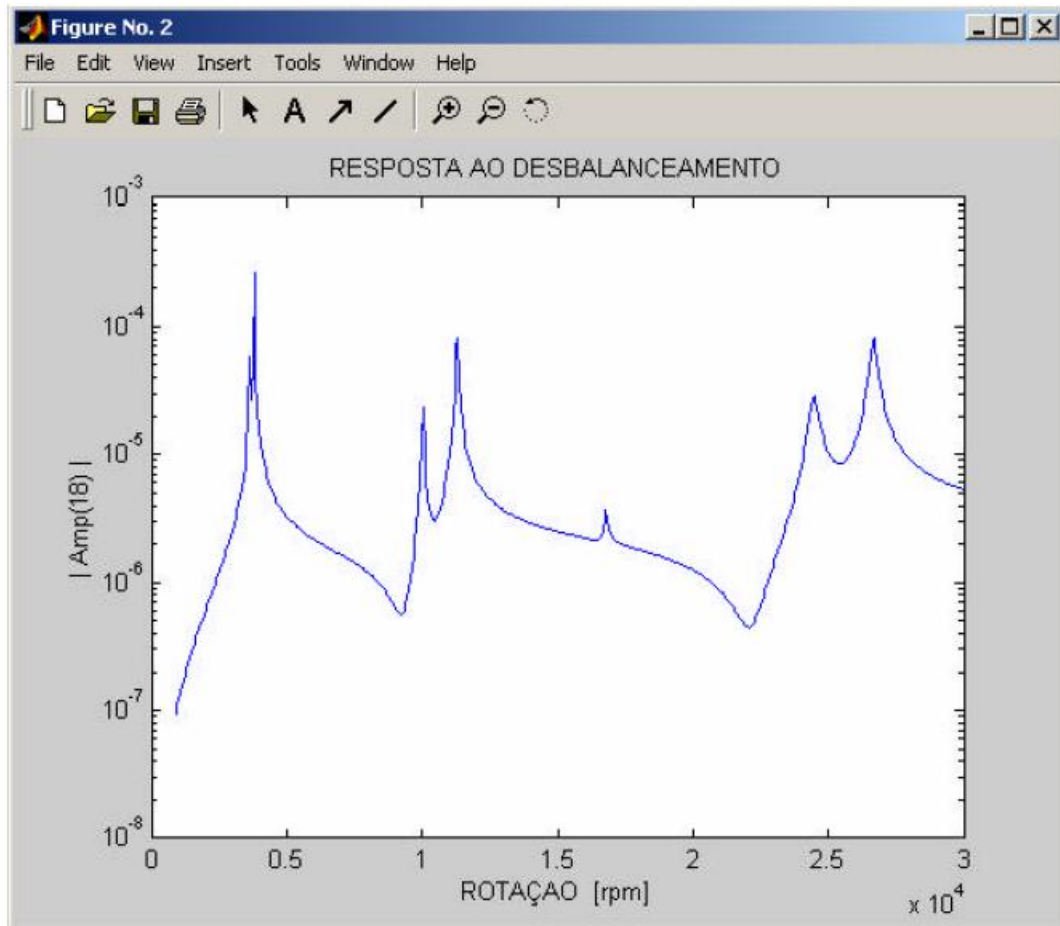 Figure No. 2
File Edit View Insert Tools Window Help
A
RESPOSTA AO DESBALANCEAMENTO
10^-3
10^-4
10^-5
10^-6
10^-7
10^-8
| Amp(18) |
0 0.5 1 1.5 2 2.5 3
ROTAÇAO [rpm]
x 10^4